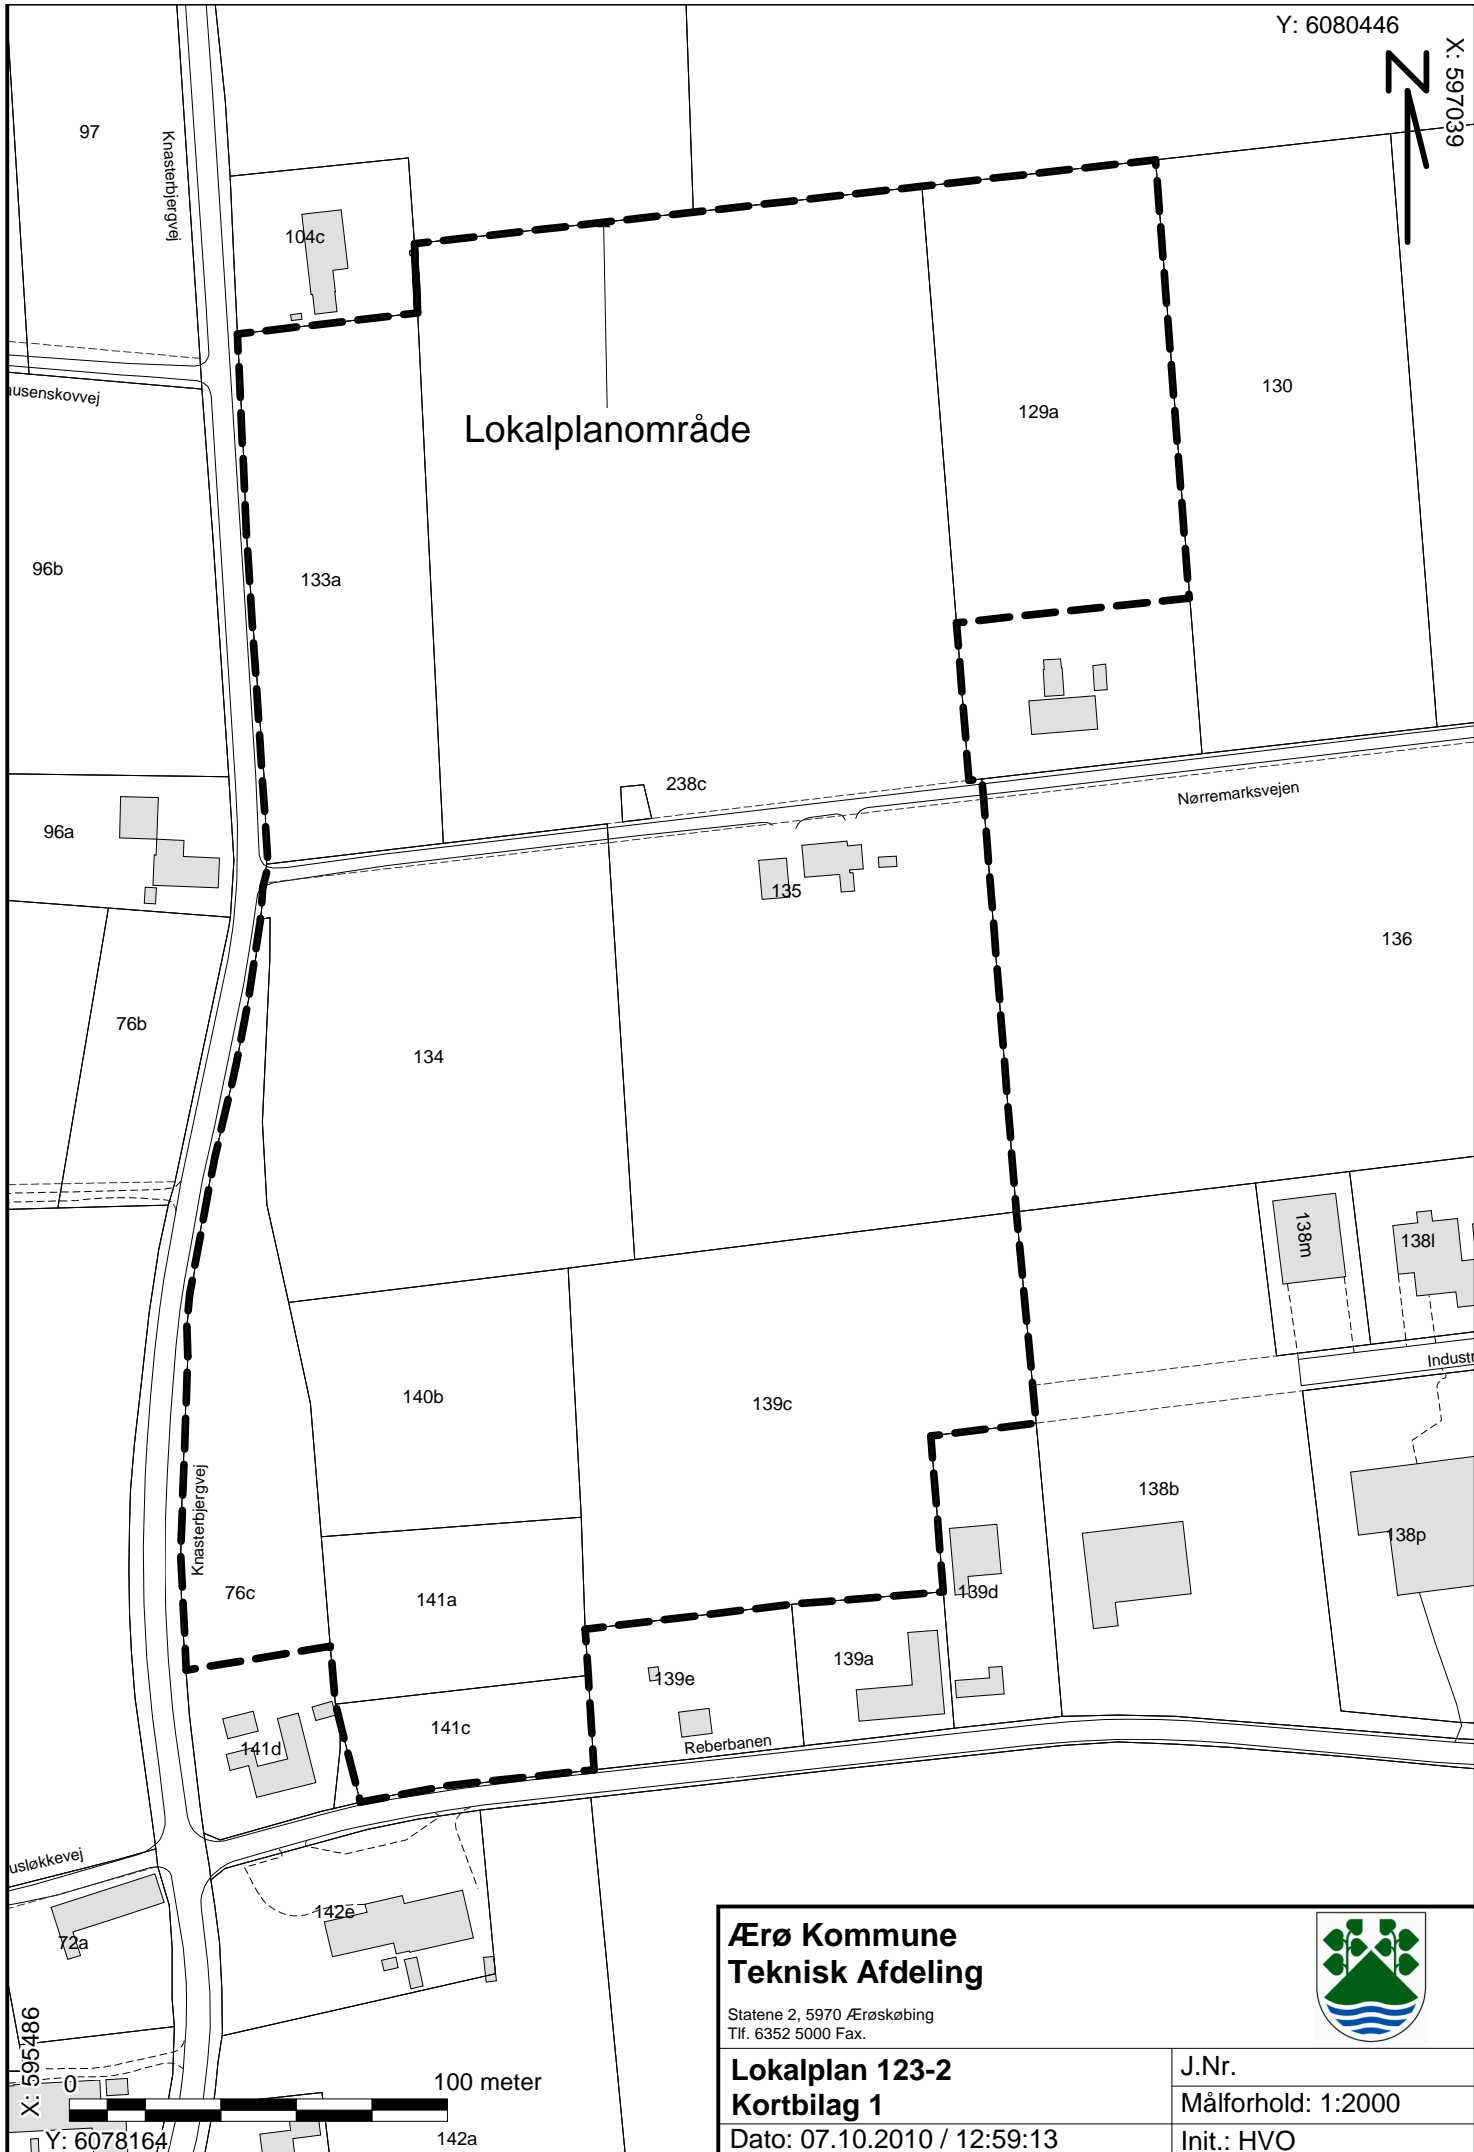 Y: 6080446
X: 597039
N
97
Knasterbjergvej
104c
ausenskovvej
130
129a
Lokalplanområde
96b
133a
238c
Nørremarksvejen
96a
135
136
76b
134
138m
138l
Industr
140b
139c
Knasterbjergvej
138b
138p
76c
141a
139d
139a
139e
141c
Reberbanen
141d
usløkkevej
142e
72a
X: 595486
0
100 meter
Y: 6078164
142a
Ærø Kommune
Teknisk Afdeling
Statene 2, 5970 Ærøskøbing
Tlf. 6352 5000 Fax.
Lokalplan 123-2
Kortbilag 1
J.Nr.
Målforhold: 1:2000
Dato: 07.10.2010 / 12:59:13
Init.: HVO